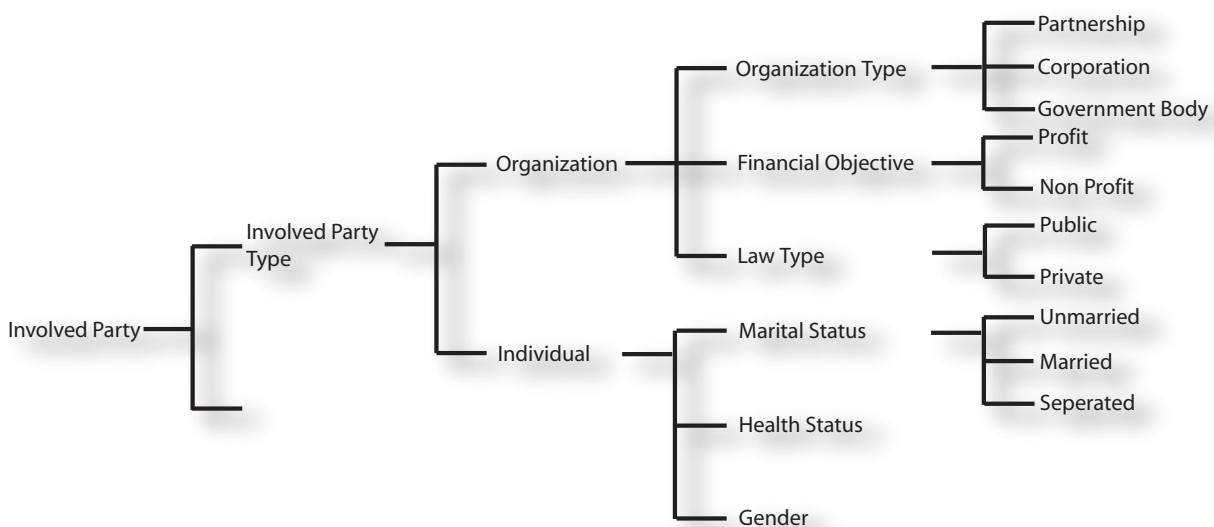 Partnership
Organization Type
Corporation
Government Body
Profit
Organization
Financial Objective
Non Profit
Involved Party
Type
Public
Law Type
Private
Involved Party
Unmarried
Marital Status
Individual
Married
Seperated
Health Status
Gender